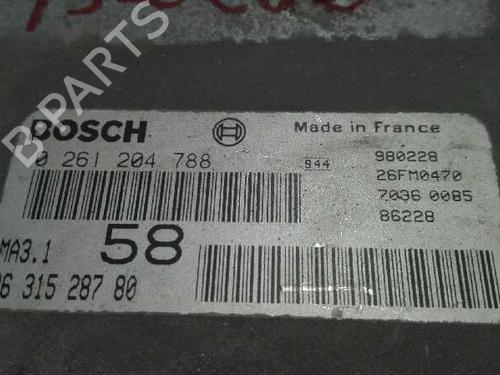 B PARTS
BOSCH
Made in France
0 261 204 788
944
980228
26FM0470
7036 0085
86228
MA3.1
58
96 315 287 80